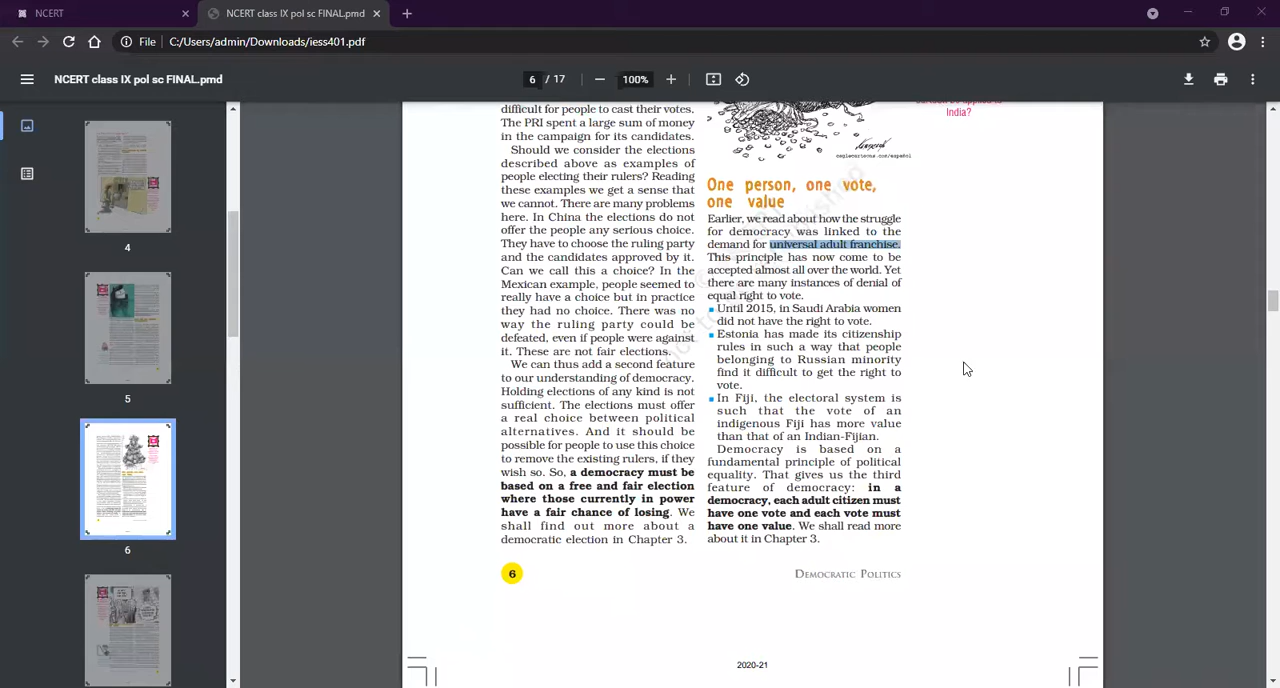 NCERT
NCERT class IX pol sc FINAL.pmd
File
C:/Users/admin/Downloads/iess401.pdf
NCERT class IX pol sc FINAL.pmd
6 / 17
100%
4
5
6
difficult for people to cast their votes.
The PRI spent a large sum of money
in the campaign for its candidates.
Should we consider the elections
described above as examples of
people electing their rulers? Reading
these examples we get a sense that
we cannot. There are many problems
here. In China the elections do not
offer the people any serious choice.
They have to choose the ruling party
and the candidates approved by it.
Can we call this a choice? In the
Mexican example, people seemed to
really have a choice but in practice
they had no choice. There was no
way the ruling party could be
defeated, even if people were against
it. These are not fair elections.
We can thus add a second feature
to our understanding of democracy.
Holding elections of any kind is not
sufficient. The elections must offer
a real choice between political
alternatives. And it should be
possible for people to use this choice
to remove the existing rulers, if they
wish so. So, a democracy must be
based on a free and fair election
where those currently in power
have a fair chance of losing. We
shall find out more about a
democratic election in Chapter 3.
6
India?
caglecartoons.com/español
One person, one vote,
one value
Earlier, we read about how the struggle
for democracy was linked to the
demand for universal adult franchise.
This principle has now come to be
accepted almost all over the world. Yet
there are many instances of denial of
equal right to vote.
Until 2015, in Saudi Arabia women
did not have the right to vote.
Estonia has made its citizenship
rules in such a way that people
belonging to Russian minority
find it difficult to get the right to
vote.
In Fiji, the electoral system is
such that the vote of an
indigenous Fiji has more value
than that of an Indian-Fijian.
Democracy is based on a
fundamental principle of political
equality. That gives us the third
feature of democracy: in a
democracy, each adult citizen must
have one vote and each vote must
have one value. We shall read more
about it in Chapter 3.
DEMOCRATIC POLITICS
2020-21